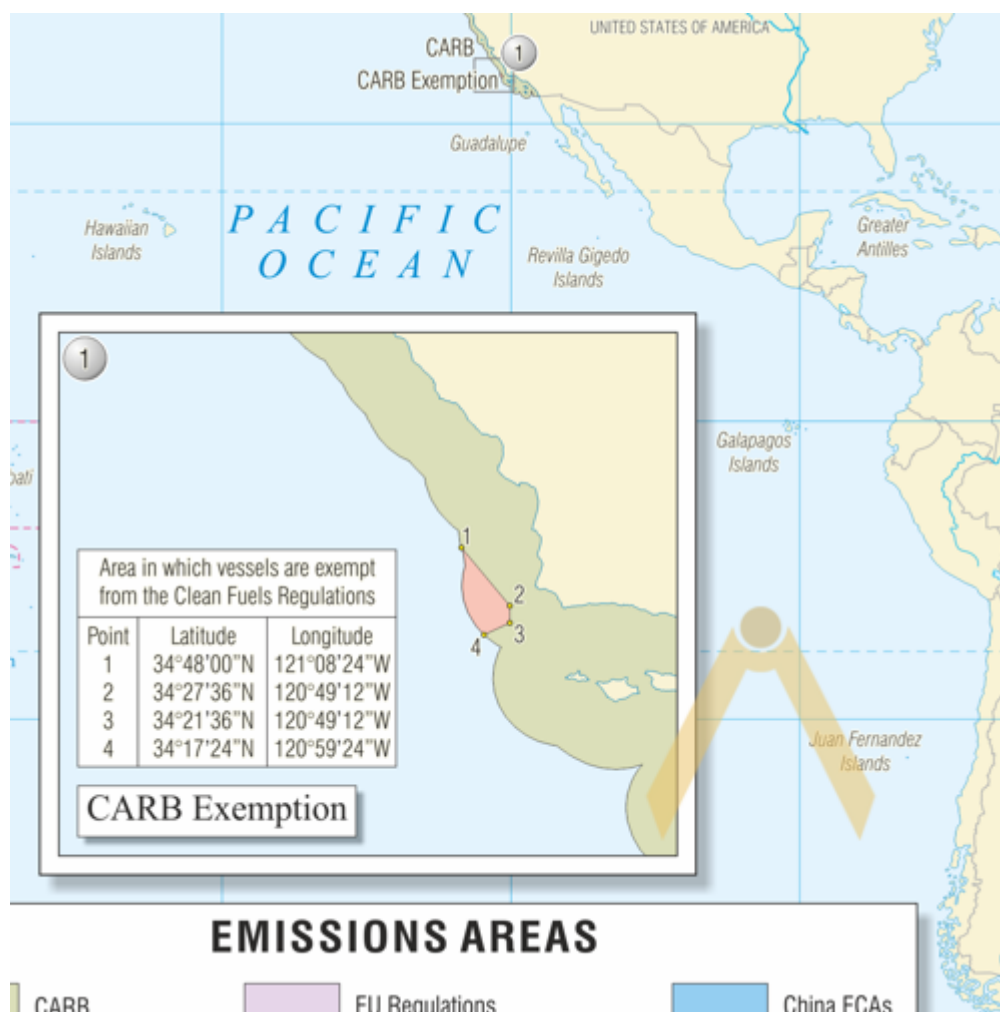 UNITED STATES OF AMERICA
CARB
1
CARB Exemption
Guadalupe
Hawaiian
Islands
PACIFIC
OCEAN
Revilla Gigedo
Islands
Greater
Antilles
1
Galapagos
Islands
1
2
3
4
Area in which vessels are exempt
from the Clean Fuels Regulations
Point Latitude Longitude
1 34°48'00"N 121°08'24"W
2 34°27'36"N 120°49'12"W
3 34°21'36"N 120°49'12"W
4 34°17'24"N 120°59'24"W
CARB Exemption
Juan Fernandez
Islands
EMISSIONS AREAS
CARB
EU Regulations
China ECAs